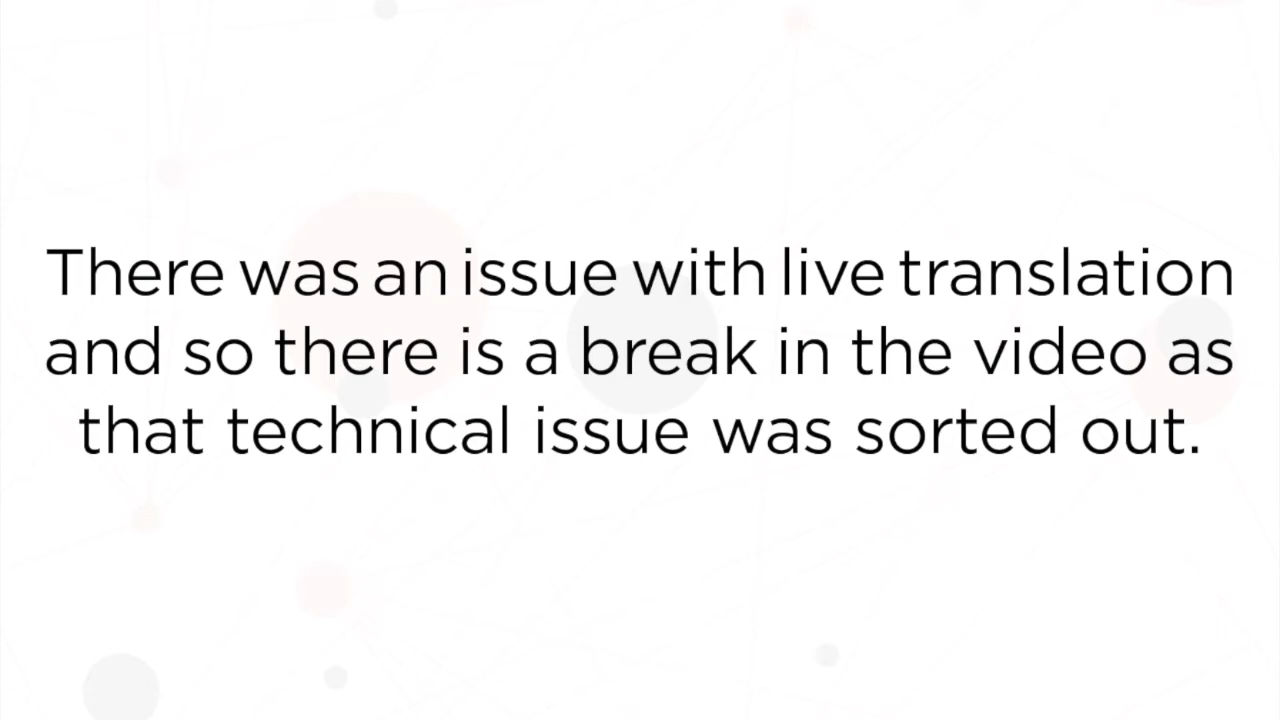 There was an issue with live translation
and so there is a break in the video as
that technical issue was sorted out.